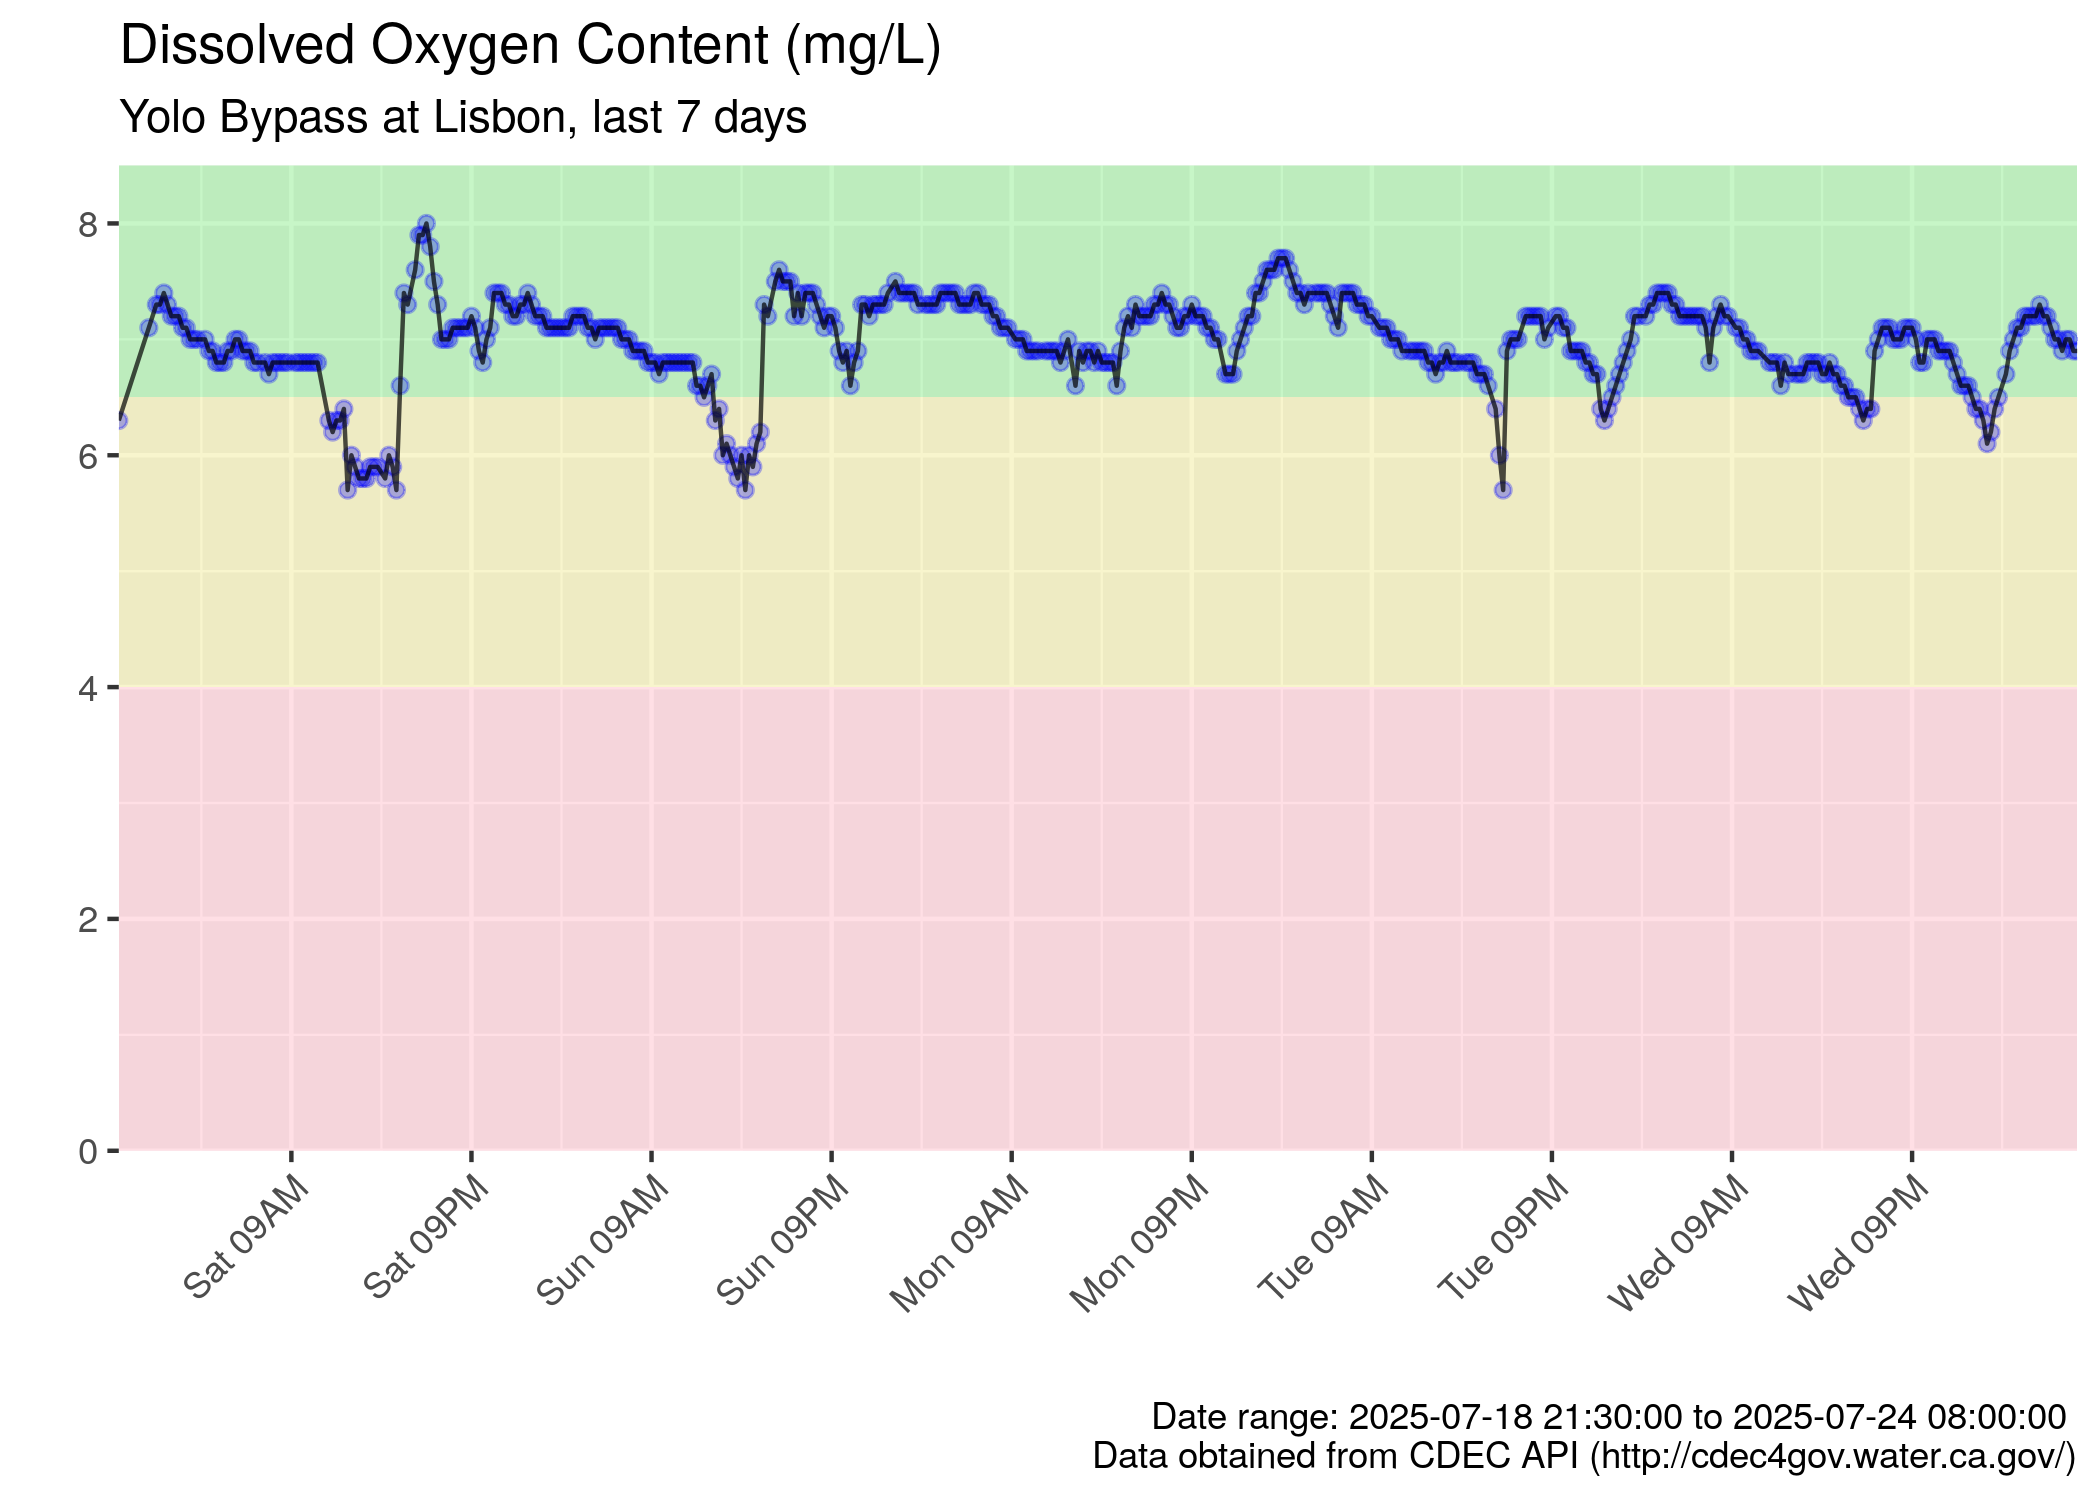 Dissolved Oxygen Content (mg/L)
Yolo Bypass at Lisbon, last 7 days
8
6
4
2
0
Sat 09AM
Sat 09PM
Sun 09AM
Sun 09PM
Mon 09AM
Mon 09PM
Tue 09AM
Tue 09PM
Wed 09AM
Wed 09PM
Date range: 2025-07-18 21:30:00 to 2025-07-24 08:00:00
Data obtained from CDEC API (http://cdec4gov.water.ca.gov/)